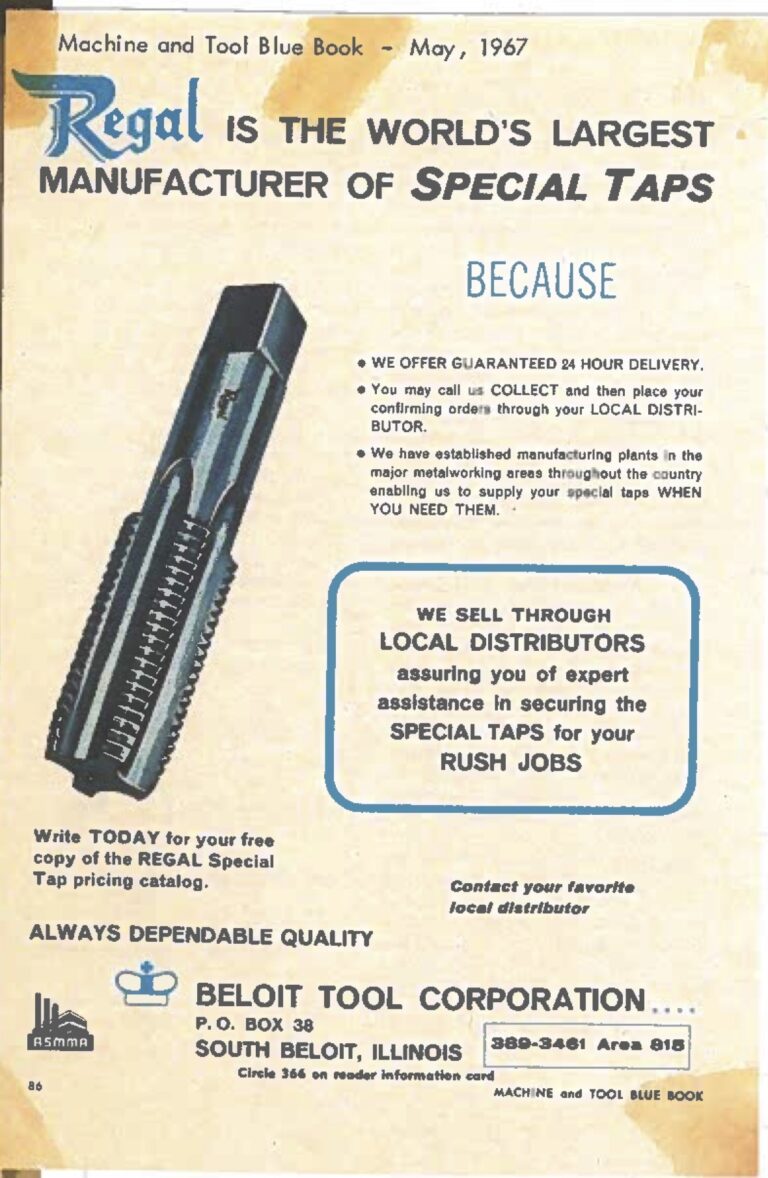 Machine and Tool Blue Book - May, 1967
Regal IS THE WORLD'S LARGEST
MANUFACTURER OF SPECIAL TAPS
BECAUSE
• WE OFFER GUARANTEED 24 HOUR DELIVERY.
• You may call us COLLECT and then place your
confirming orders through your LOCAL DISTRI-
BUTOR.
• We have established manufacturing plants in the
major metalworking areas throughout the country
enabling us to supply your special taps WHEN
YOU NEED THEM.
Regal
WE SELL THROUGH
LOCAL DISTRIBUTORS
assuring you of expert
assistance in securing the
SPECIAL TAPS for your
RUSH JOBS
Write TODAY for your free
copy of the REGAL Special
Tap pricing catalog.
Contact your favorite
local distributor
ALWAYS DEPENDABLE QUALITY
BELOIT TOOL CORPORATION....
P. O. BOX 38
SOUTH BELOIT, ILLINOIS
389-3461 Area 815
ASMMA
Circle 366 on reader information card
86
MACHINE and TOOL BLUE BOOK